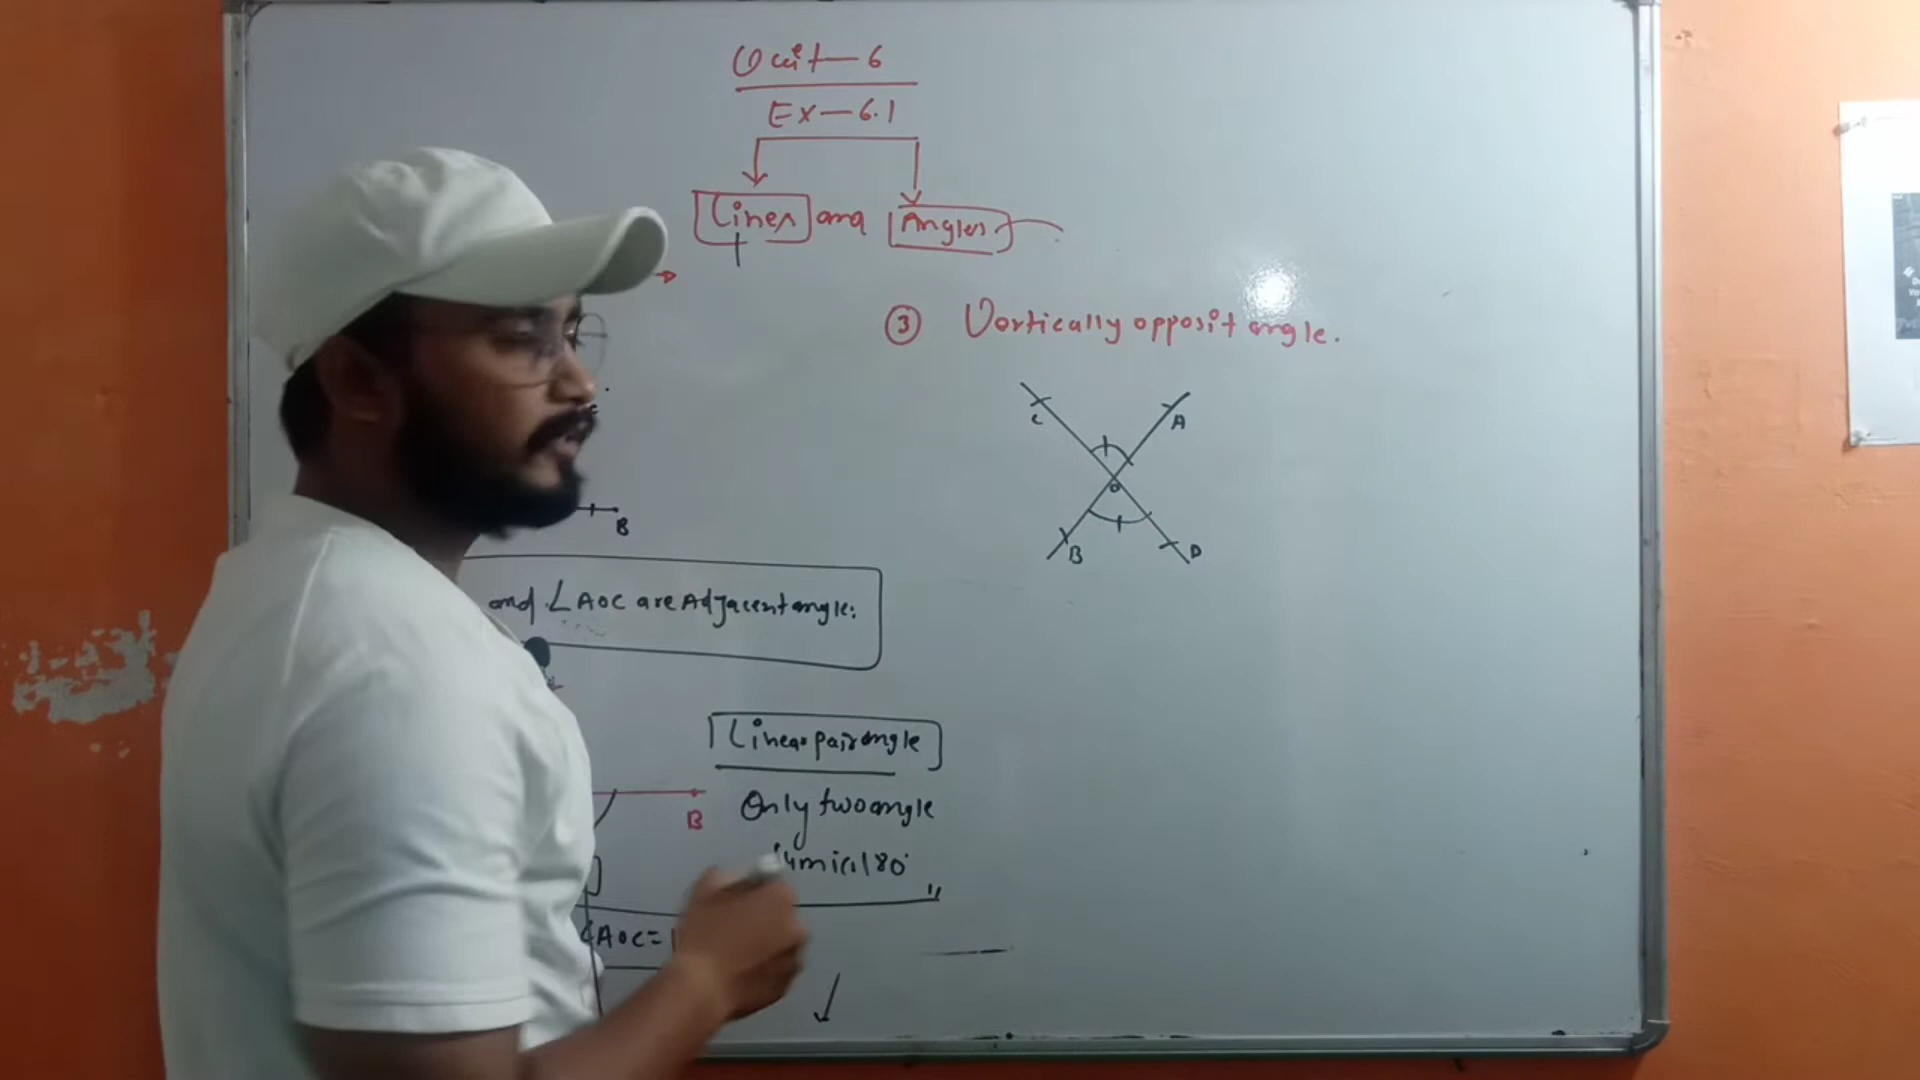 Unit-6
Ex-6.1
Lines and Angles
③ Vertically opposit angle.
C
A
O
B
D
B
and ∠AOC are Adjacent angle:
Linear pair angle
B
Only two angle
180°
∠AOC=